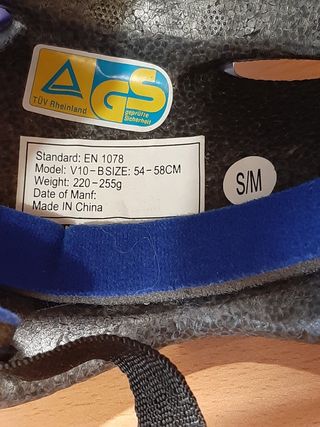 TÜV Rheinland
GS
geprüfte
Sicherheit
Standard: EN 1078
Model: V10-BSIZE: 54-58CM
Weight: 220-255g
Date of Manf:
Made IN China
S/M